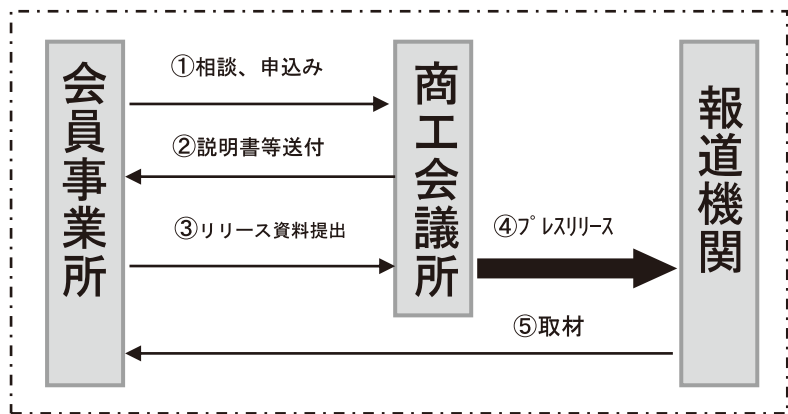 会員事業所
①相談、申込み
②説明書等送付
③リリース資料提出
商工会議所
④プレスリリース
⑤取材
報道機関